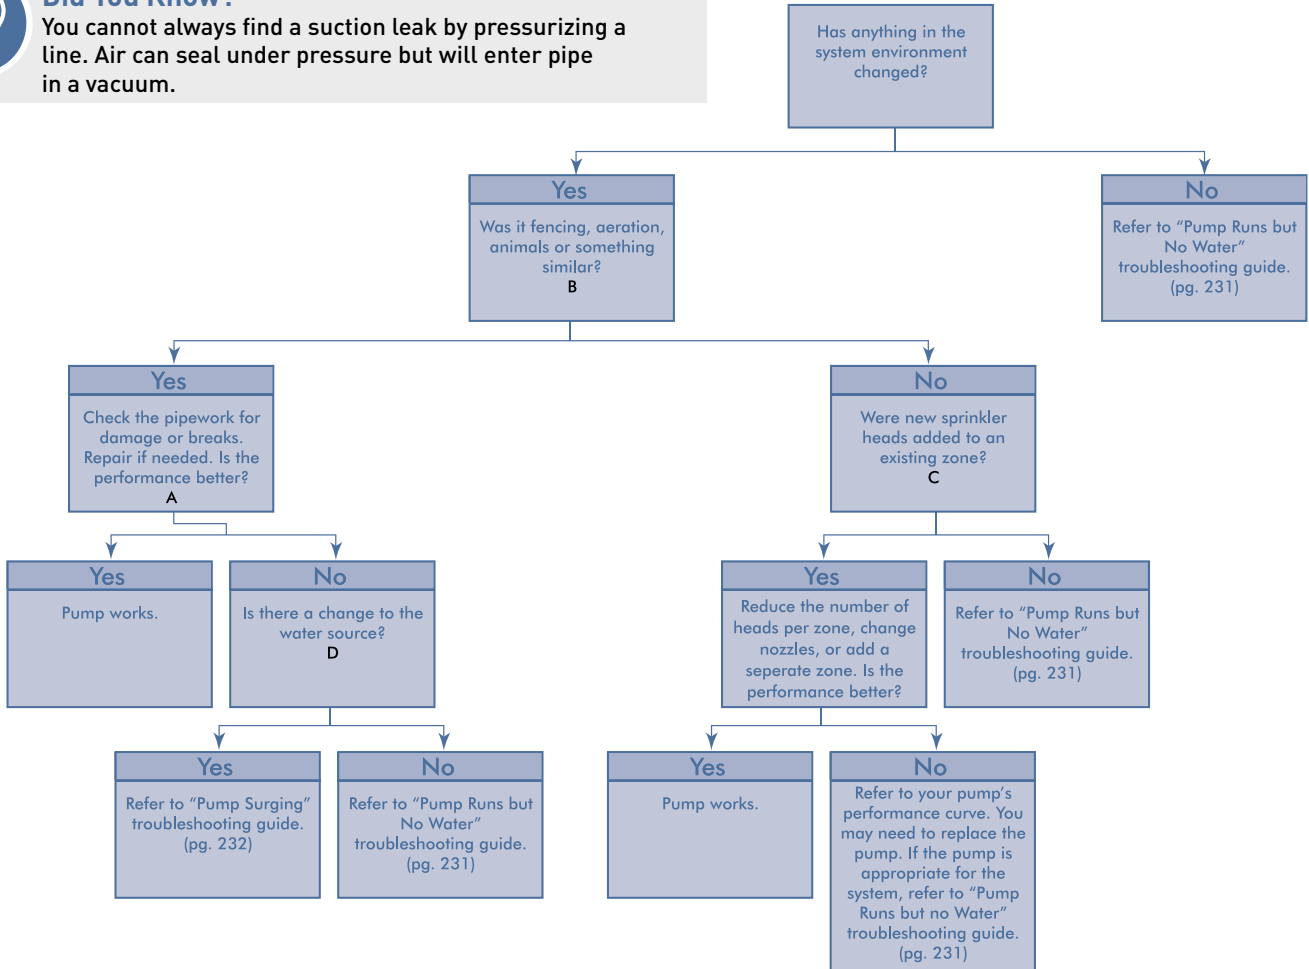 Did You Know?
You cannot always find a suction leak by pressurizing a
line. Air can seal under pressure but will enter pipe
in a vacuum.
Has anything in the
system environment
changed?
Yes
Was it fencing, aeration,
animals or something
similar?
B
No
Refer to “Pump Runs but
No Water”
troubleshooting guide.
(pg. 231)
Yes
Check the pipework for
damage or breaks.
Repair if needed. Is the
performance better?
A
No
Were new sprinkler
heads added to an
existing zone?
C
Yes
Pump works.
No
Is there a change to the
water source?
D
Yes
Reduce the number of
heads per zone, change
nozzles, or add a
seperate zone. Is the
performance better?
No
Refer to “Pump Runs but
No Water”
troubleshooting guide.
(pg. 231)
Yes
Refer to “Pump Surging”
troubleshooting guide.
(pg. 232)
No
Refer to “Pump Runs but
No Water”
troubleshooting guide.
(pg. 231)
Yes
Pump works.
No
Refer to your pump’s
performance curve. You
may need to replace the
pump. If the pump is
appropriate for the
system, refer to “Pump
Runs but no Water”
troubleshooting guide.
(pg. 231)